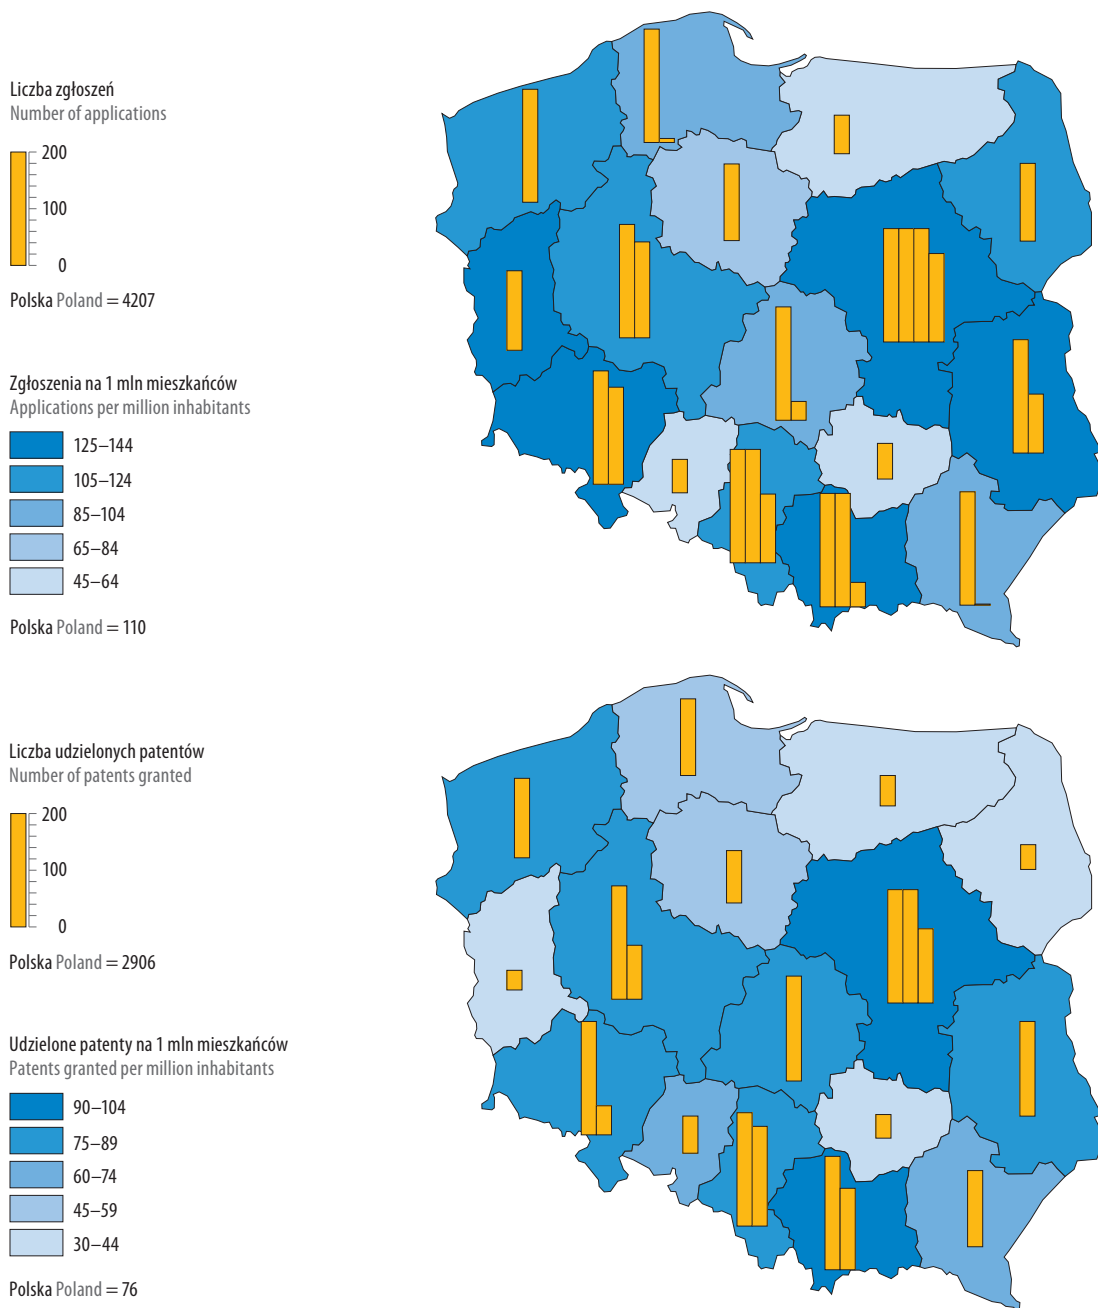 Liczba zgłoszeń
Number of applications
200
100
0
Polska Poland = 4207
Zgłoszenia na 1 mln mieszkańców
Applications per million inhabitants
125–144
105–124
85–104
65–84
45–64
Polska Poland = 110
Liczba udzielonych patentów
Number of patents granted
200
100
0
Polska Poland = 2906
Udzielone patenty na 1 mln mieszkańców
Patents granted per million inhabitants
90–104
75–89
60–74
45–59
30–44
Polska Poland = 76